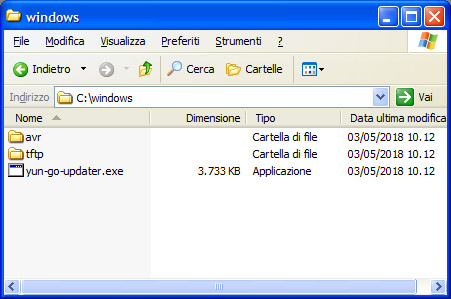 windows
File Modifica Visualizza Preferiti Strumenti ?
Indietro Cerca Cartelle
Indirizzo C:\windows Vai
Nome Dimensione Tipo Data ultima modifica
avr Cartella di file 03/05/2018 10.12
tftp Cartella di file 03/05/2018 10.12
yun-go-updater.exe 3.733 KB Applicazione 03/05/2018 10.12